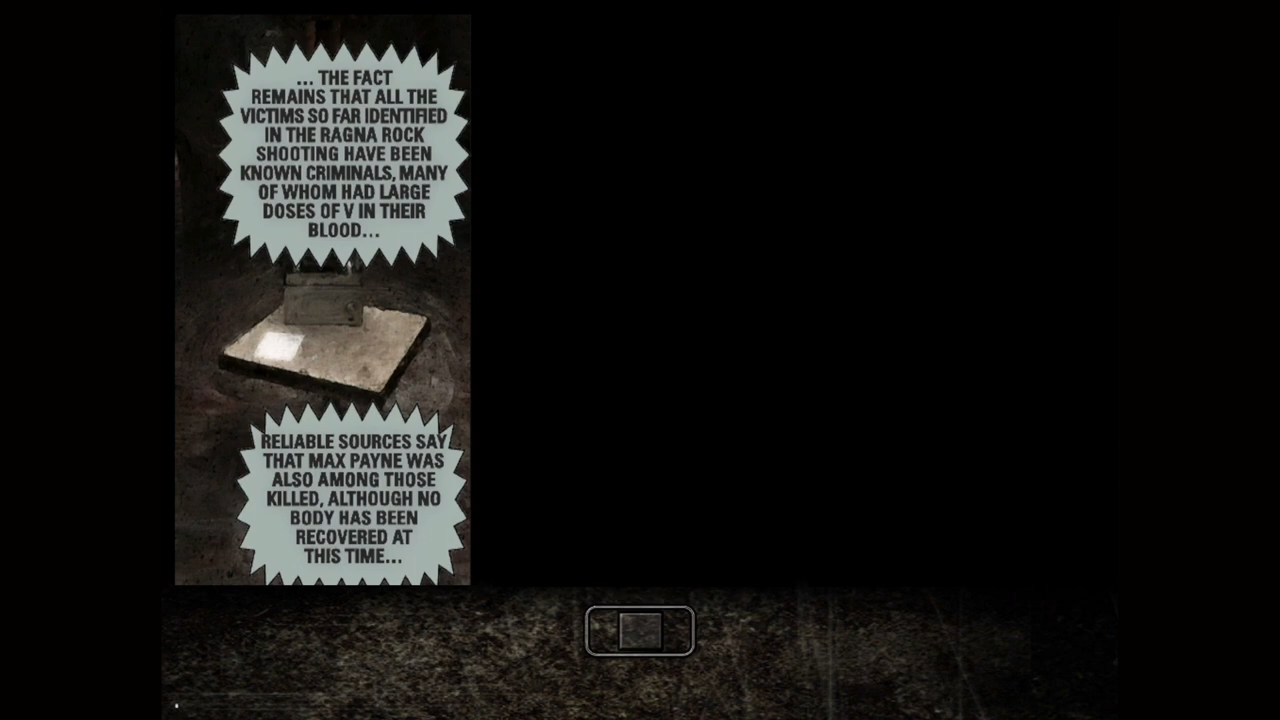 ... THE FACT
REMAINS THAT ALL THE
VICTIMS SO FAR IDENTIFIED
IN THE RAGNA ROCK
SHOOTING HAVE BEEN
KNOWN CRIMINALS, MANY
OF WHOM HAD LARGE
DOSES OF V IN THEIR
BLOOD...
RELIABLE SOURCES SAY
THAT MAX PAYNE WAS
ALSO AMONG THOSE
KILLED, ALTHOUGH NO
BODY HAS BEEN
RECOVERED AT
THIS TIME...